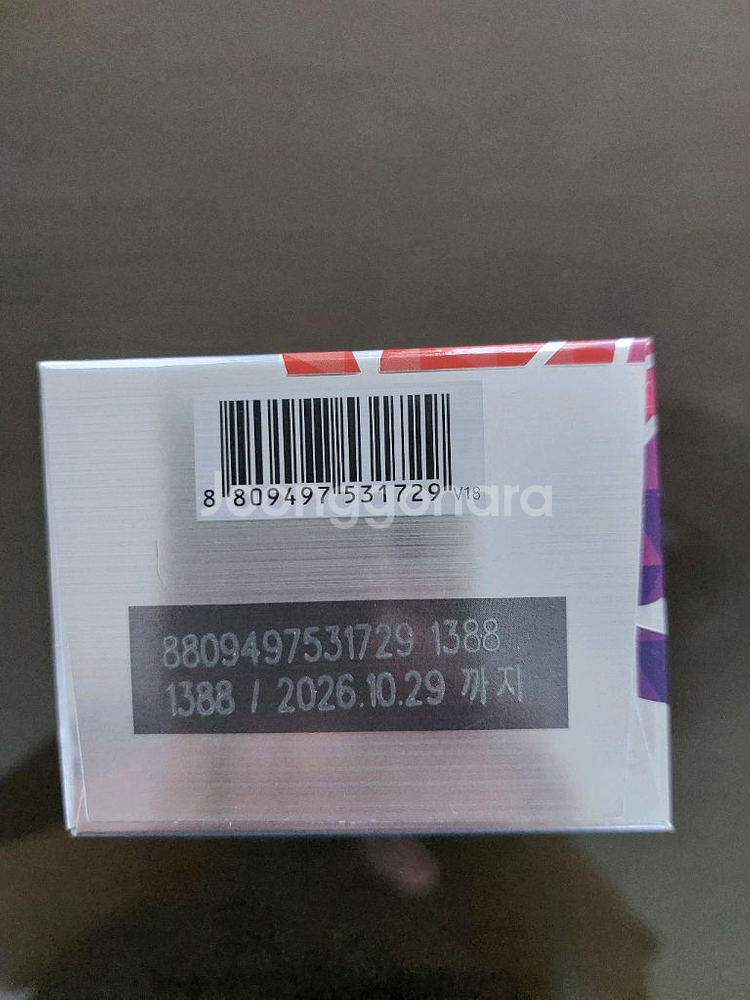 8 809497 531729 V18
Joonggonara
8809497531729 1388
1388 / 2026.10.29 까지